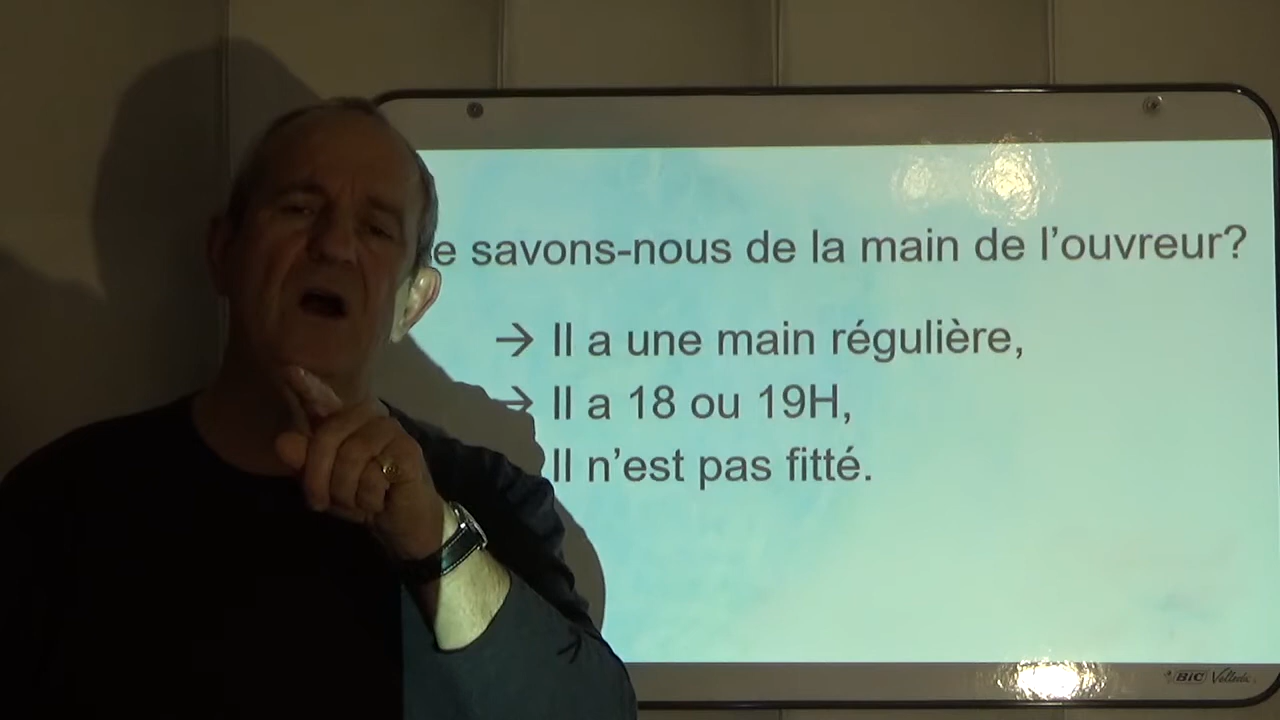 e savons-nous de la main de l'ouvreur?
→ Il a une main régulière,
→ Il a 18 ou 19H,
Il n'est pas fitté.
BIC Velleda